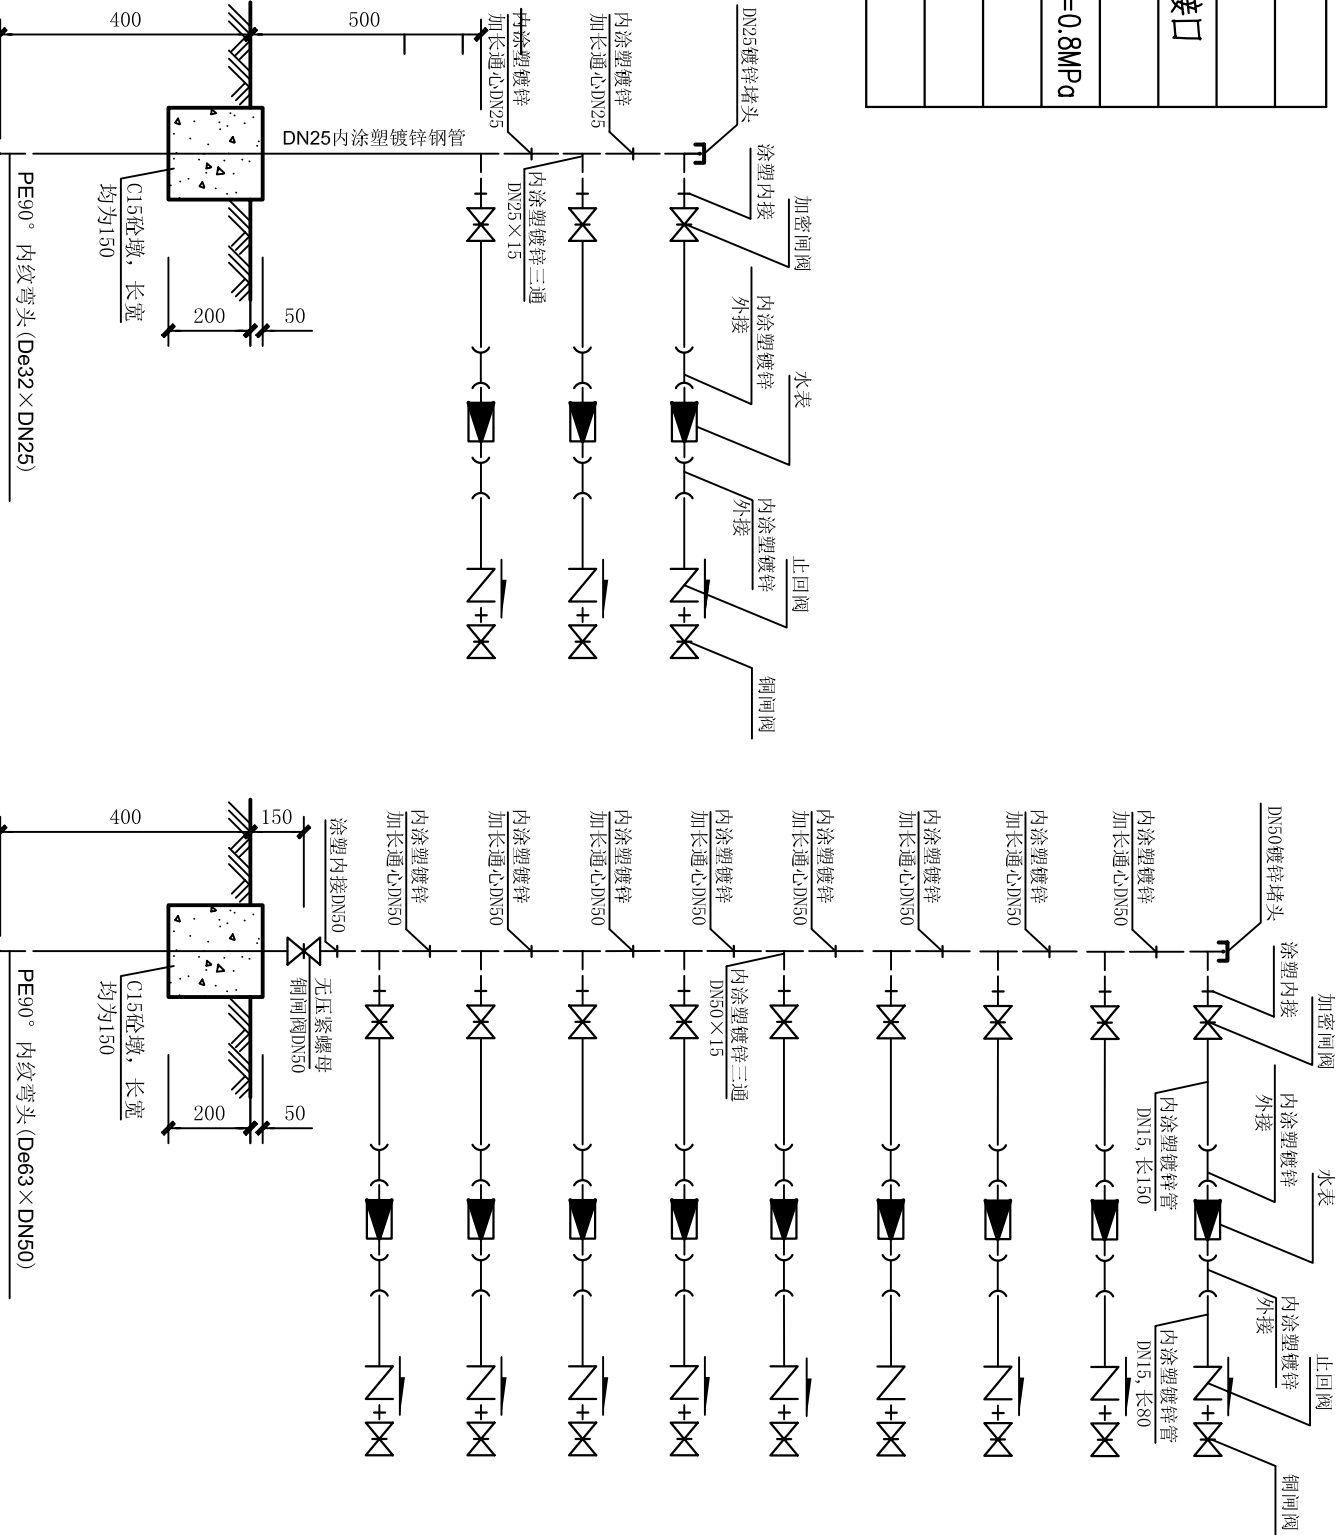 接口
=0.8MPa
400
500
内涂塑镀锌
加长通心DN25
内涂塑镀锌
加长通心DN25
DN25镀锌堵头
DN25内涂塑镀锌钢管
涂塑内接
加密闸阀
内涂塑镀锌三通
DN25×15
C15砼墩，长宽
均为150
PE90° 内纹弯头(De32×DN25)
200
50
内涂塑镀锌
外接
水表
内涂塑镀锌
外接
止回阀
铜闸阀
400
150
涂塑内接DN50
内涂塑镀锌
加长通心DN50
内涂塑镀锌
加长通心DN50
内涂塑镀锌
加长通心DN50
内涂塑镀锌
加长通心DN50
内涂塑镀锌
加长通心DN50
内涂塑镀锌
加长通心DN50
内涂塑镀锌
加长通心DN50
内涂塑镀锌
加长通心DN50
DN50镀锌堵头
涂塑内接
加密闸阀
无压紧螺母
铜闸阀DN50
内涂塑镀锌三通
DN50×15
C15砼墩，长宽
均为150
PE90° 内纹弯头(De63×DN50)
200
50
内涂塑镀锌管
DN15,长150
内涂塑镀锌
外接
水表
内涂塑镀锌
外接
内涂塑镀锌管
DN15,长80
止回阀
铜闸阀